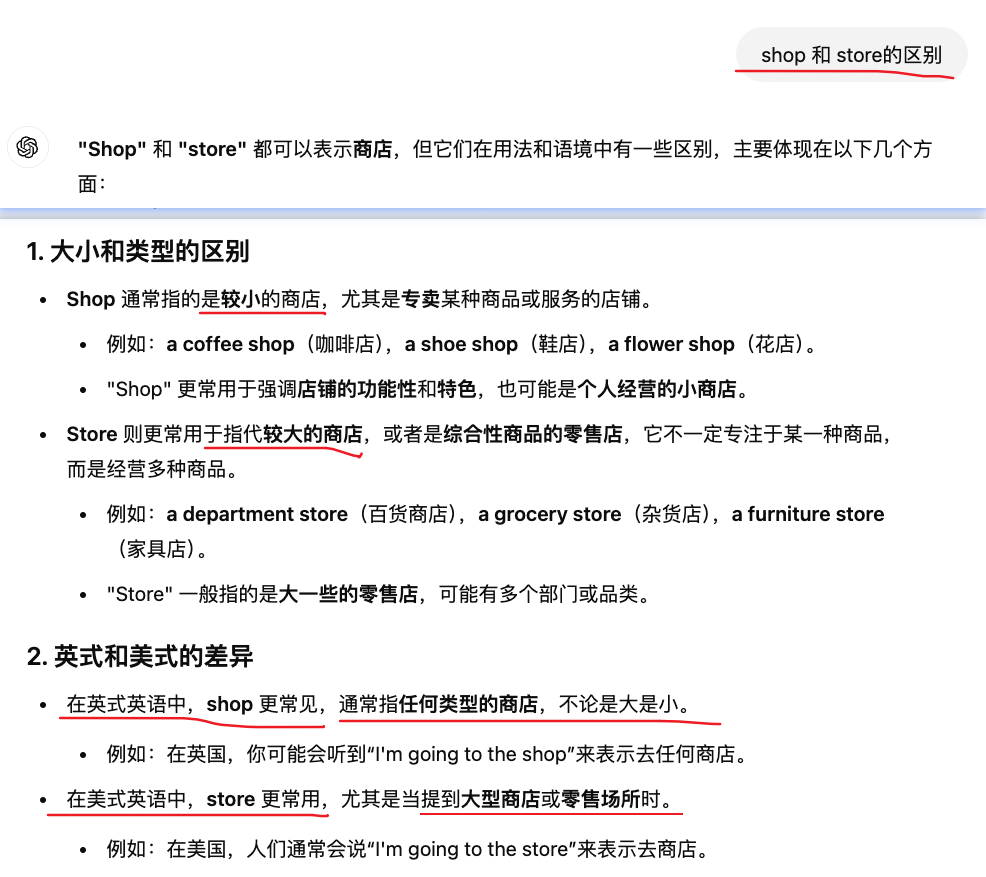 shop 和 store的区别
"Shop" 和 "store" 都可以表示商店，但它们在用法和语境中有一些区别，主要体现在以下几个方
面：
1. 大小和类型的区别
• Shop 通常指的是较小的商店，尤其是专卖某种商品或服务的店铺。
• 例如：a coffee shop（咖啡店），a shoe shop（鞋店），a flower shop（花店）。
• "Shop" 更常用于强调店铺的功能性和特色，也可能是个人经营的小商店。
• Store 则更常用于指代较大的商店，或者是综合性商品的零售店，它不一定专注于某一种商品，
而是经营多种商品。
• 例如：a department store（百货商店），a grocery store（杂货店），a furniture store
（家具店）。
• "Store" 一般指的是大一些的零售店，可能有多个部门或品类。
2. 英式和美式的差异
• 在英式英语中，shop 更常见，通常指任何类型的商店，不论是大是小。
• 例如：在英国，你可能会听到“I'm going to the shop”来表示去任何商店。
• 在美式英语中，store 更常用，尤其是当提到大型商店或零售场所时。
• 例如：在美国，人们通常会说“I'm going to the store”来表示去商店。